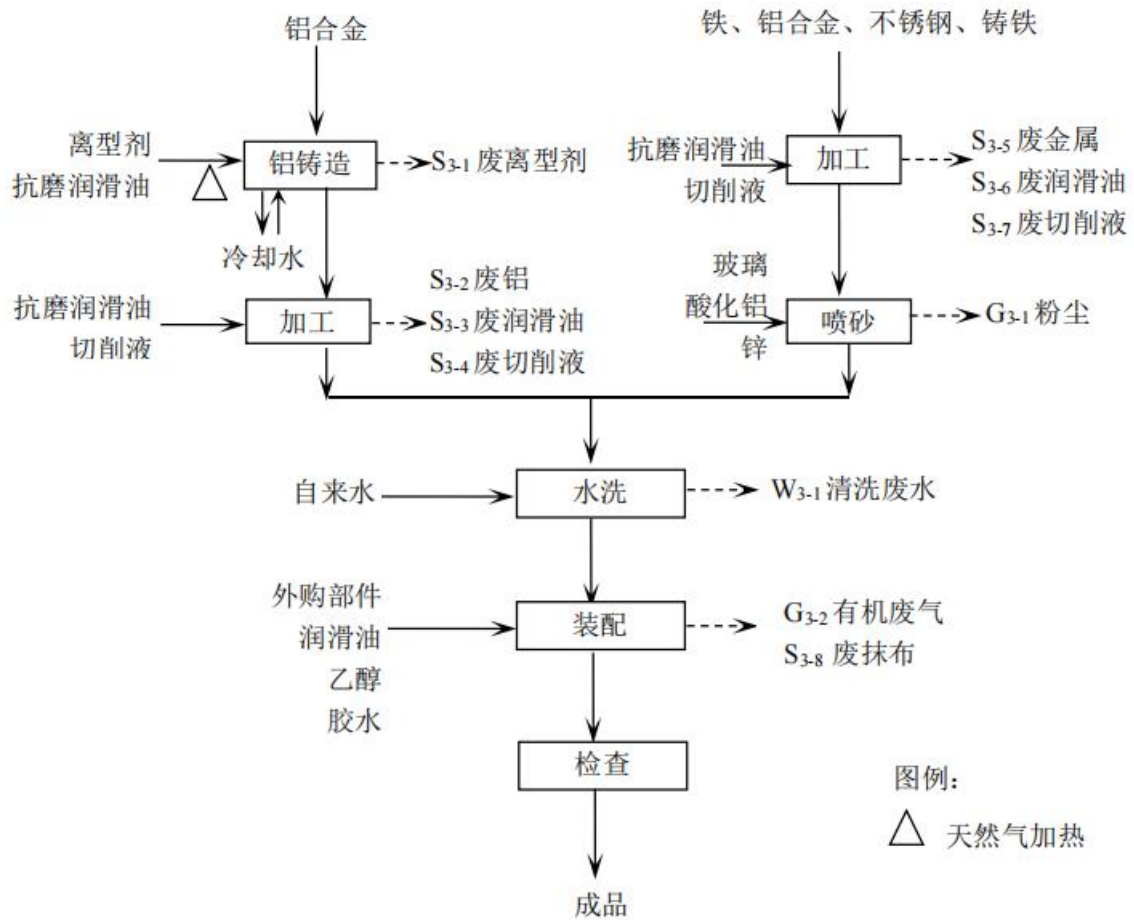 铝合金
铁、铝合金、不锈钢、铸铁
离型剂
抗磨润滑油
铝铸造
S3-1废离型剂
冷却水
抗磨润滑油
切削液
加工
S3-5废金属
S3-6废润滑油
S3-7废切削液
抗磨润滑油
切削液
加工
S3-2废铝
S3-3废润滑油
S3-4废切削液
玻璃
酸化铝
锌
喷砂
G3-1粉尘
自来水
水洗
W3-1清洗废水
外购部件
润滑油
乙醇
胶水
装配
G3-2有机废气
S3-8废抹布
检查
成品
图例：
天然气加热